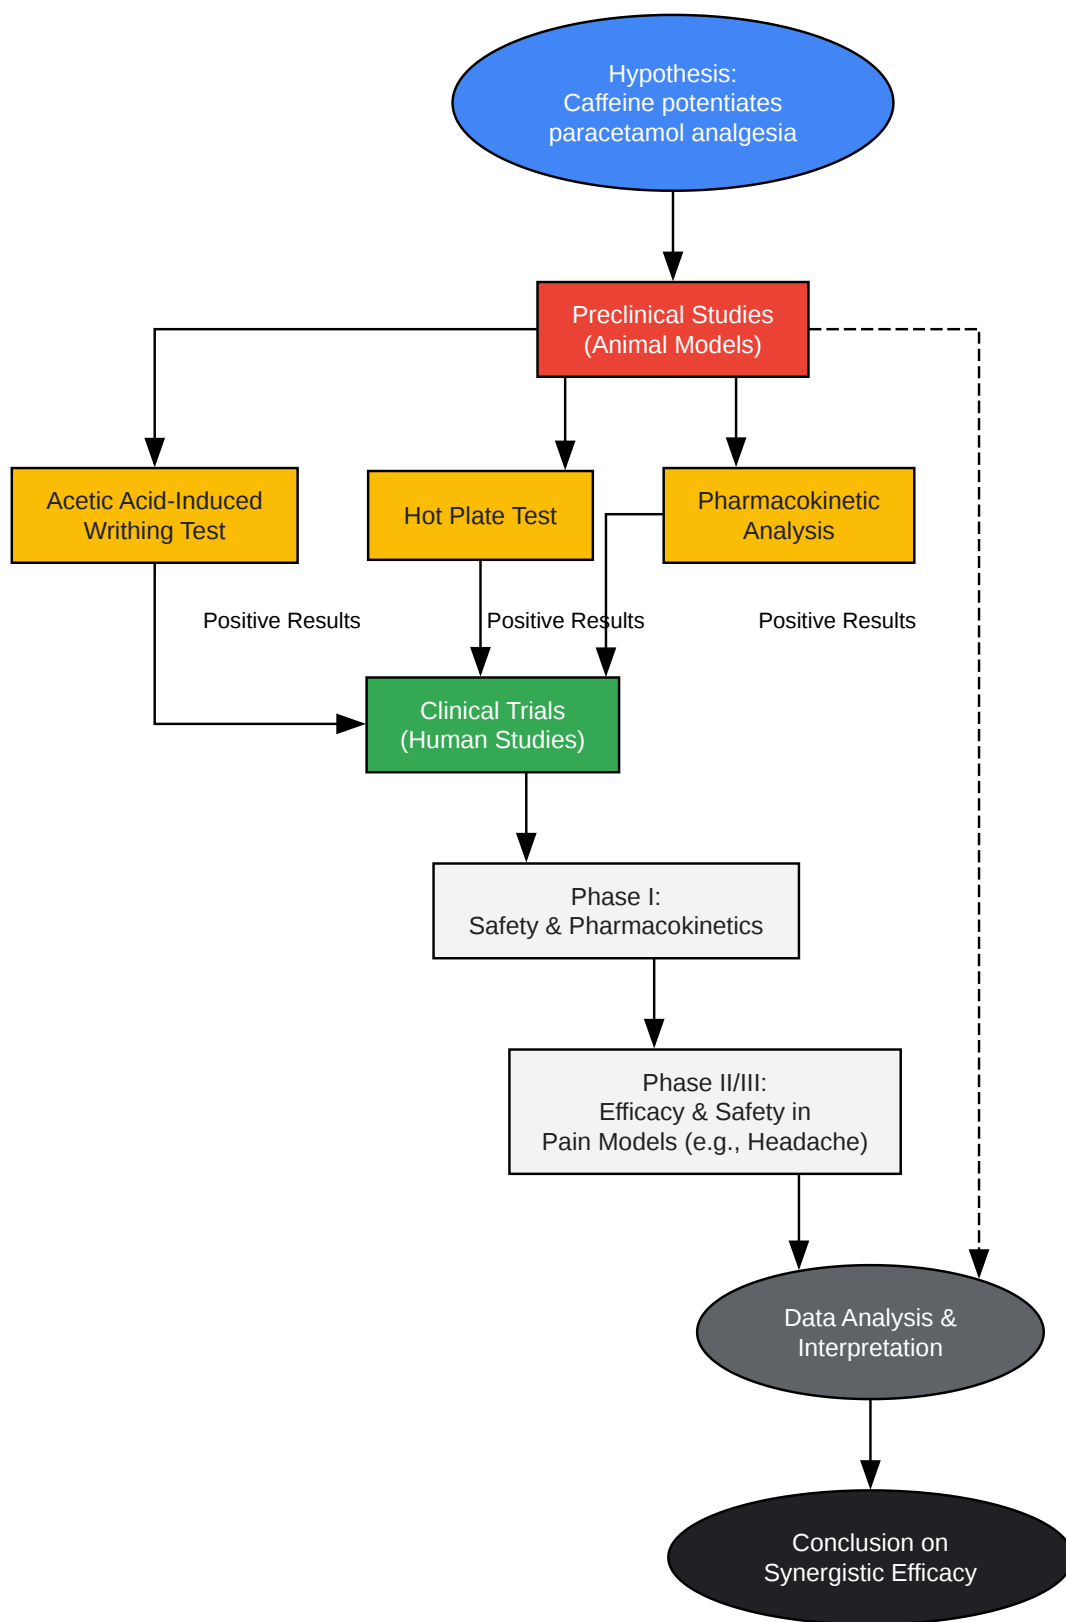 Hypothesis:
Caffeine potentiates
paracetamol analgesia
Preclinical Studies
(Animal Models)
Acetic Acid-Induced
Writhing Test
Hot Plate Test
Pharmacokinetic
Analysis
Positive Results
Positive Results
Positive Results
Clinical Trials
(Human Studies)
Phase I:
Safety & Pharmacokinetics
Phase II/III:
Efficacy & Safety in
Pain Models (e.g., Headache)
Data Analysis &
Interpretation
Conclusion on
Synergistic Efficacy